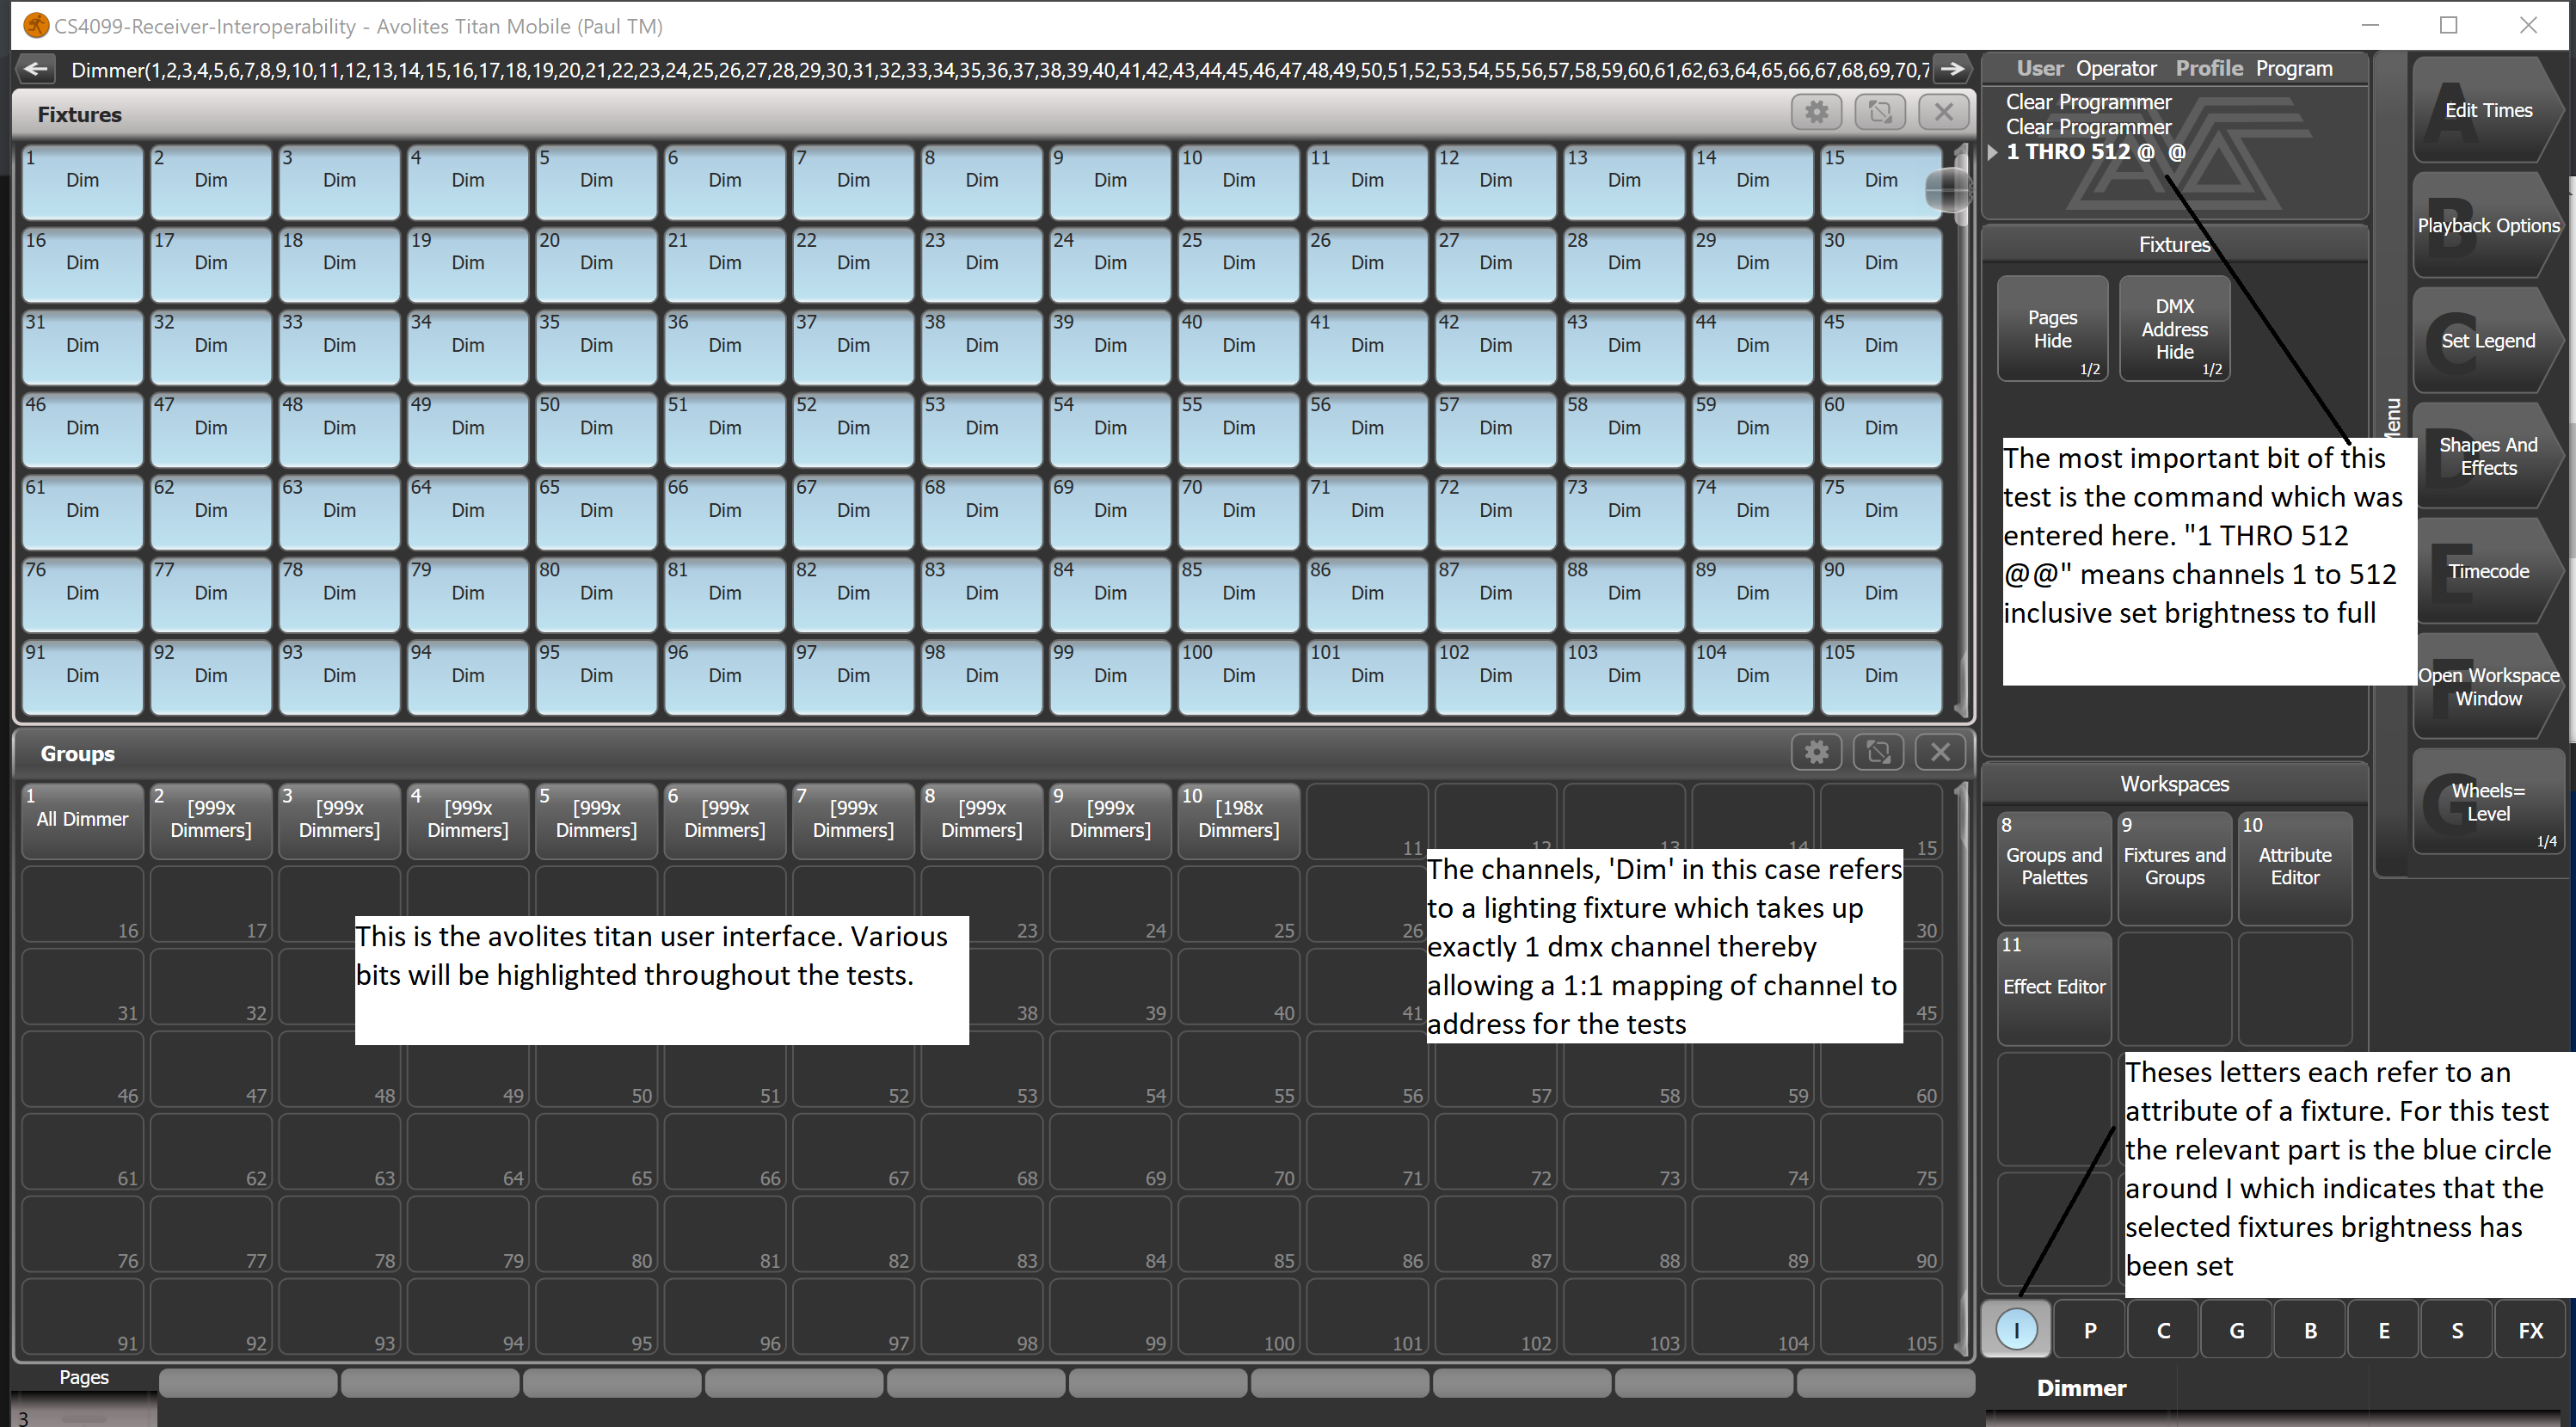 CS4099-Receiver-Interoperability - Avolites Titan Mobile (Paul TM)
Dimmer(1,2,3,4,5,6,7,8,9,10,11,12,13,14,15,16,17,18,19,20,21,22,23,24,25,26,27,28,29,30,31,32,33,34,35,36,37,38,39,40,41,42,43,44,45,46,47,48,49,50,51,52,53,54,55,56,57,58,59,60,61,62,63,64,65,66,67,68,69,70,7
User Operator Profile Program
Clear Programmer
Clear Programmer
1 THRO 512 @ @
Fixtures
1 2 3 4 5 6 7 8 9 10 11 12 13 14 15
Dim Dim Dim Dim Dim Dim Dim Dim Dim Dim Dim Dim Dim Dim Dim
16 17 18 19 20 21 22 23 24 25 26 27 28 29 30
Dim Dim Dim Dim Dim Dim Dim Dim Dim Dim Dim Dim Dim Dim Dim
31 32 33 34 35 36 37 38 39 40 41 42 43 44 45
Dim Dim Dim Dim Dim Dim Dim Dim Dim Dim Dim Dim Dim Dim Dim
46 47 48 49 50 51 52 53 54 55 56 57 58 59 60
Dim Dim Dim Dim Dim Dim Dim Dim Dim Dim Dim Dim Dim Dim Dim
61 62 63 64 65 66 67 68 69 70 71 72 73 74 75
Dim Dim Dim Dim Dim Dim Dim Dim Dim Dim Dim Dim Dim Dim Dim
76 77 78 79 80 81 82 83 84 85 86 87 88 89 90
Dim Dim Dim Dim Dim Dim Dim Dim Dim Dim Dim Dim Dim Dim Dim
91 92 93 94 95 96 97 98 99 100 101 102 103 104 105
Dim Dim Dim Dim Dim Dim Dim Dim Dim Dim Dim Dim Dim Dim Dim
Fixtures
Pages
Hide
1/2
DMX
Address
Hide
1/2
The most important bit of this
test is the command which was
entered here. "1 THRO 512
@@" means channels 1 to 512
inclusive set brightness to full
Menu
A
Edit Times
B
Playback Options
C
Set Legend
D
Shapes And
Effects
E
Timecode
F
Open Workspace
Window
G
Wheels=
Level
1/4
Groups
1 2 3 4 5 6 7 8 9 10
All Dimmer
[999x
Dimmers]
[999x
Dimmers]
[999x
Dimmers]
[999x
Dimmers]
[999x
Dimmers]
[999x
Dimmers]
[999x
Dimmers]
[999x
Dimmers]
[198x
Dimmers]
11 12 13 14 15
16 17 23 24 25 26 30
31 32 38 39 40 41 45
46 47 48 49 50 51 52 53 54 55 56 57 58 59 60
61 62 63 64 65 66 67 68 69 70 71 72 73 74 75
76 77 78 79 80 81 82 83 84 85 86 87 88 89 90
91 92 93 94 95 96 97 98 99 100 101 102 103 104 105
This is the avolites titan user interface. Various
bits will be highlighted throughout the tests.
The channels, 'Dim' in this case refers
to a lighting fixture which takes up
exactly 1 dmx channel thereby
allowing a 1:1 mapping of channel to
address for the tests
Workspaces
8
Groups and
Palettes
9
Fixtures and
Groups
10
Attribute
Editor
11
Effect Editor
Theses letters each refer to an
attribute of a fixture. For this test
the relevant part is the blue circle
around I which indicates that the
selected fixtures brightness has
been set
I P C G B E S FX
Pages
3
Dimmer